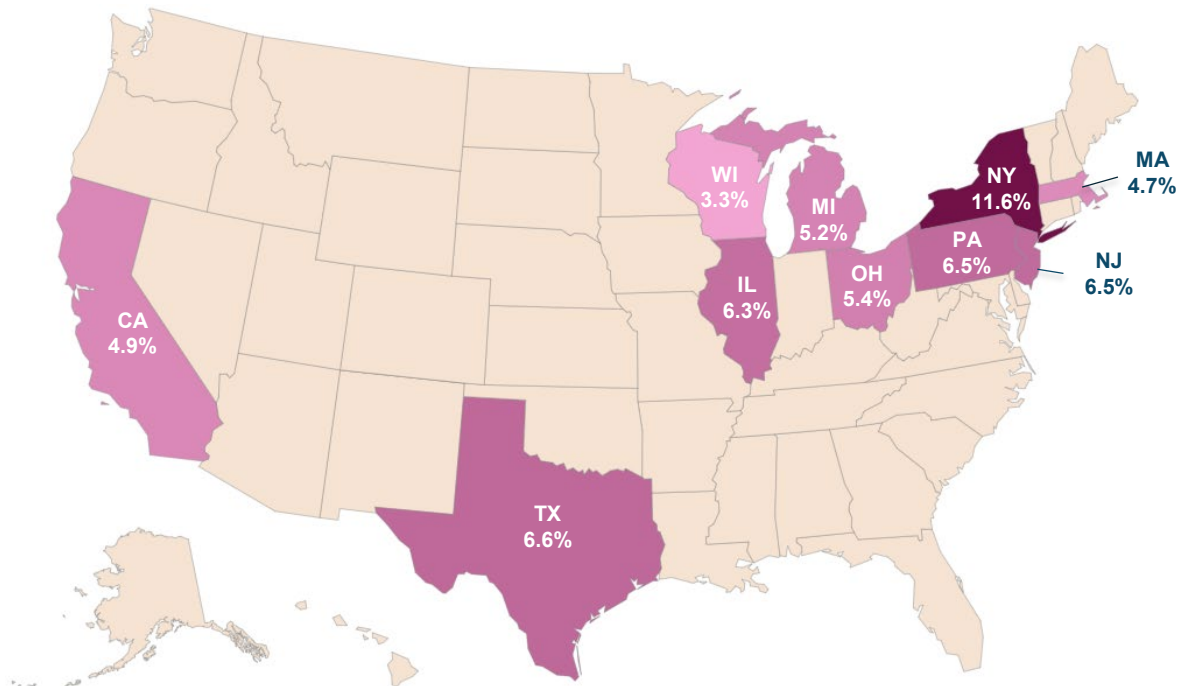 WI
3.3%
MI
5.2%
NY
11.6%
MA
4.7%
PA
6.5%
NJ
6.5%
OH
5.4%
IL
6.3%
CA
4.9%
TX
6.6%